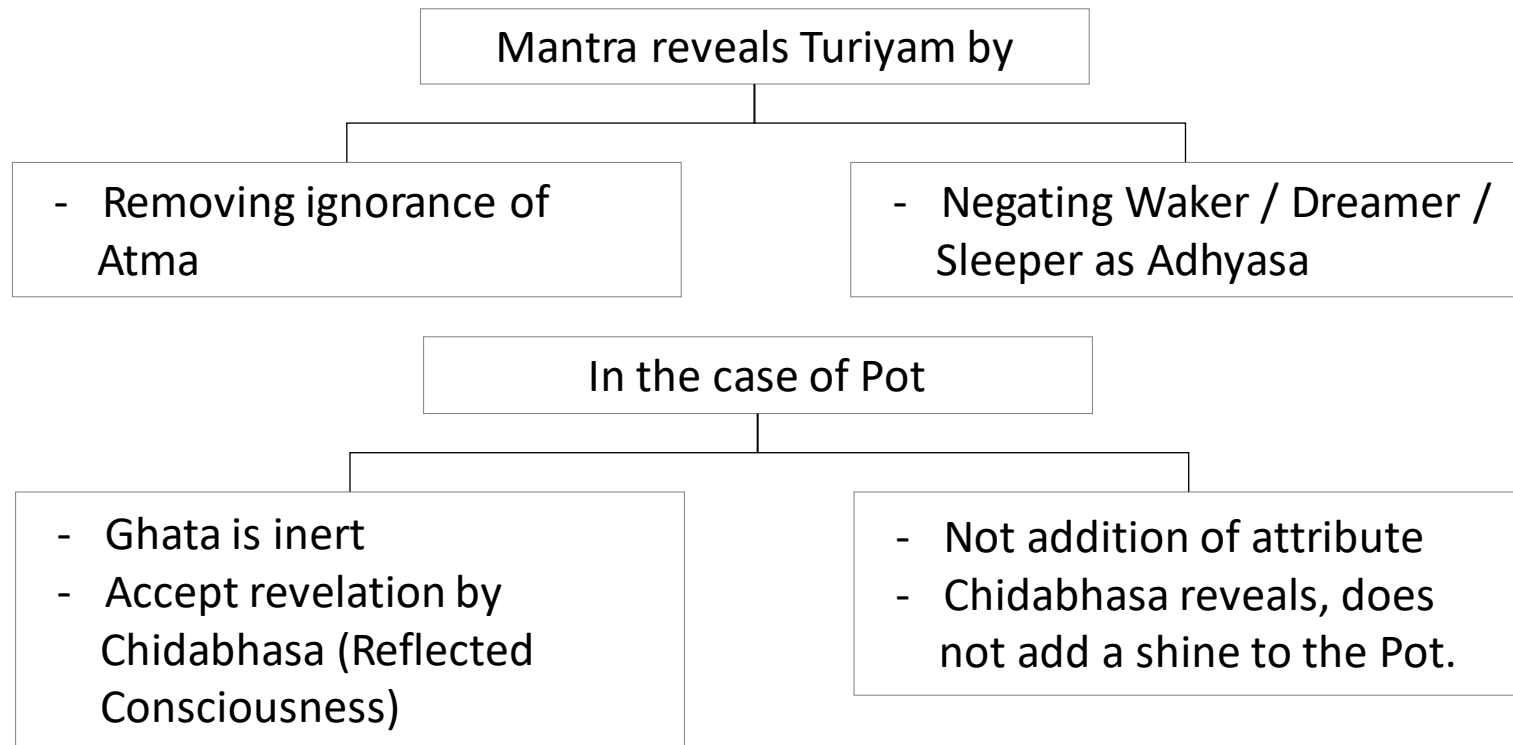 Mantra reveals Turiyam by
- Removing ignorance of
Atma
- Negating Waker / Dreamer /
Sleeper as Adhyasa
In the case of Pot
- Ghata is inert
- Accept revelation by
Chidabhasa (Reflected
Consciousness)
- Not addition of attribute
- Chidabhasa reveals, does
not add a shine to the Pot.